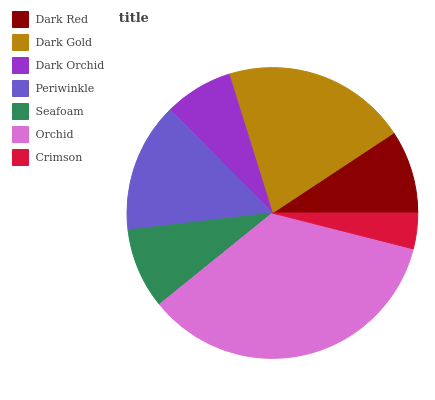 title
Dark Red
Dark Gold
Dark Orchid
Periwinkle
Seafoam
Orchid
Crimson